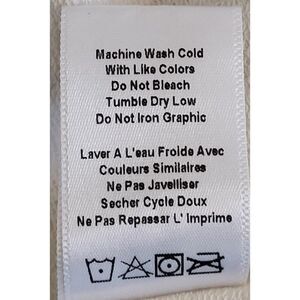 Machine Wash Cold
With Like Colors
Do Not Bleach
Tumble Dry Low
Do Not Iron Graphic
Laver A L'eau Froide Avec
Couleurs Similaires
Ne Pas Javelliser
Secher Cycle Doux
Ne Pas Repassar L' Imprime